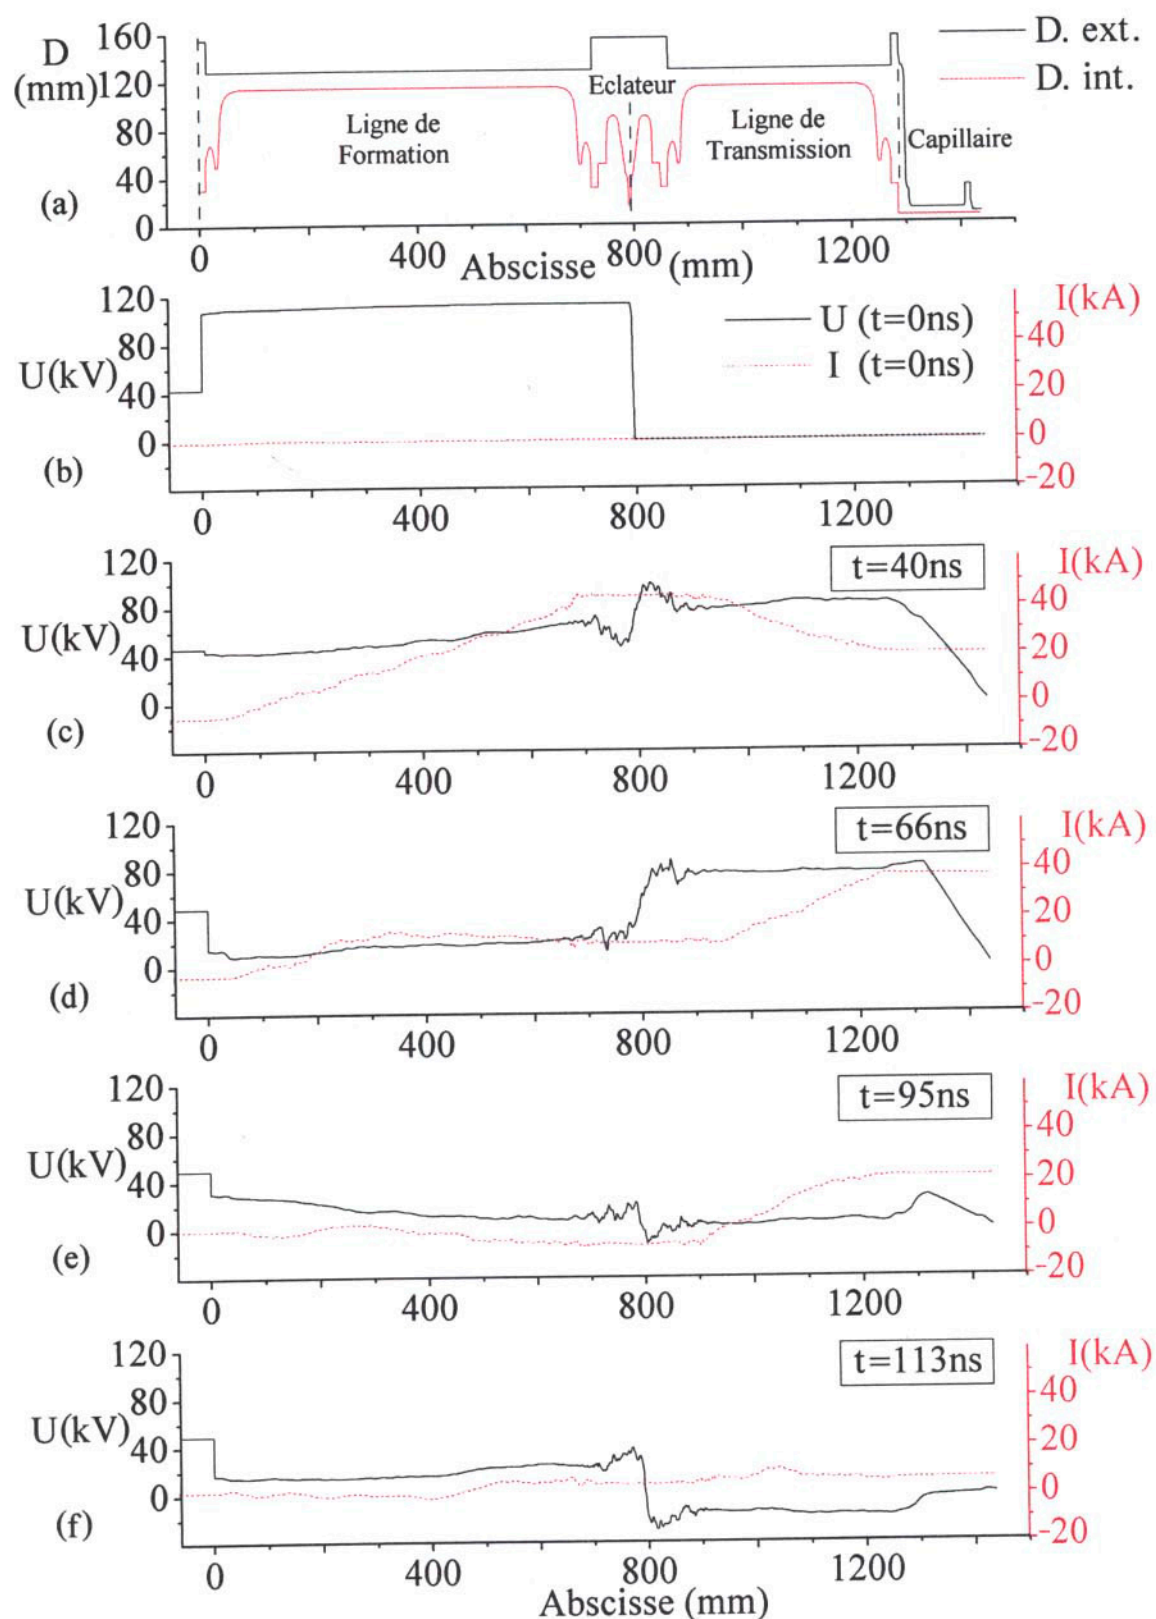 D (mm)
160
120
80
40
0
D. ext.
D. int.
Eclateur
Ligne de
Formation
Ligne de
Transmission
Capillaire
(a)
0 400 800 1200
Abscisse (mm)
U(kV)
120
80
40
0
U (t=0ns)
I (t=0ns)
I(kA)
40
20
0
-20
(b)
0 400 800 1200
U(kV)
120
80
40
0
t=40ns
I(kA)
40
20
0
-20
(c)
0 400 800 1200
U(kV)
120
80
40
0
t=66ns
I(kA)
40
20
0
-20
(d)
0 400 800 1200
U(kV)
120
80
40
0
t=95ns
I(kA)
40
20
0
-20
(e)
0 400 800 1200
U(kV)
120
80
40
0
t=113ns
I(kA)
40
20
0
-20
(f)
0 400 800 1200
Abscisse (mm)